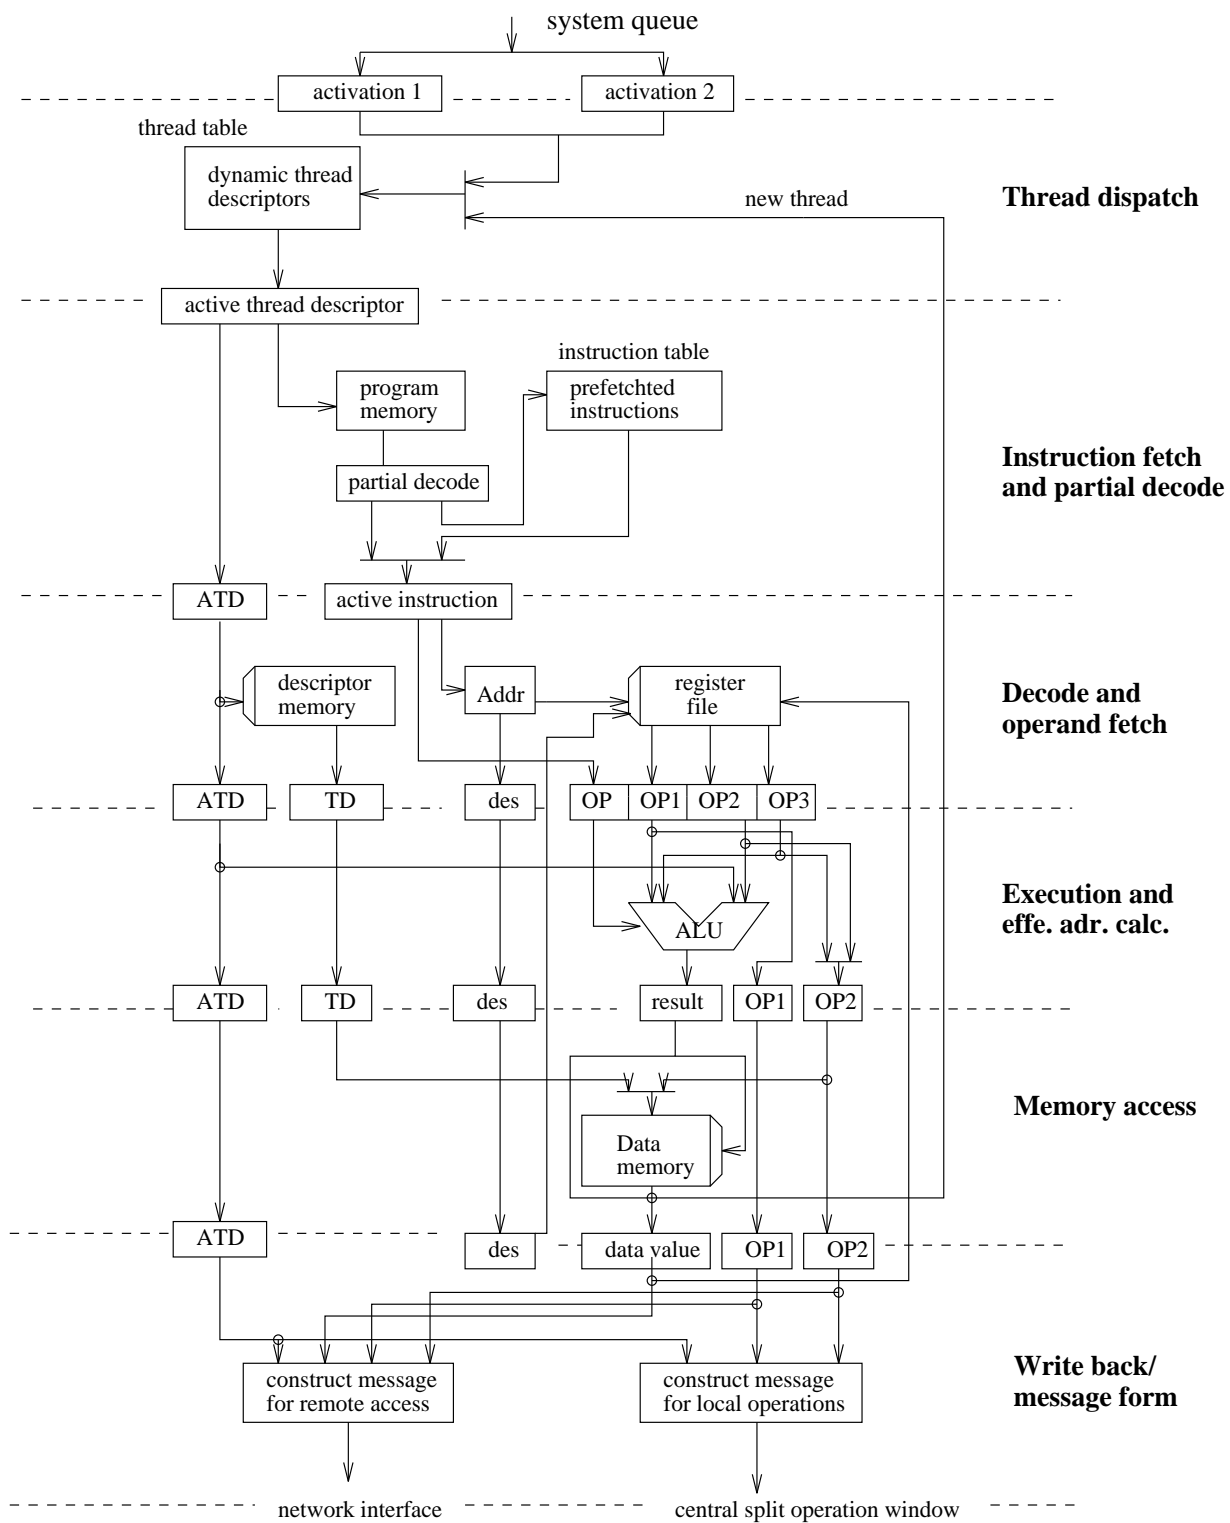 system queue
activation 1
activation 2
thread table
dynamic thread
descriptors
new thread
Thread dispatch
active thread descriptor
instruction table
program
memory
prefetchted
instructions
Instruction fetch
and partial decode
partial decode
ATD
active instruction
descriptor
memory
Addr
register
file
Decode and
operand fetch
ATD
TD
des
OP
OP1
OP2
OP3
Execution and
effe. adr. calc.
ALU
ATD
TD
des
result
OP1
OP2
Memory access
Data
memory
ATD
des
data value
OP1
OP2
construct message
for remote access
construct message
for local operations
Write back/
message form
network interface
central split operation window